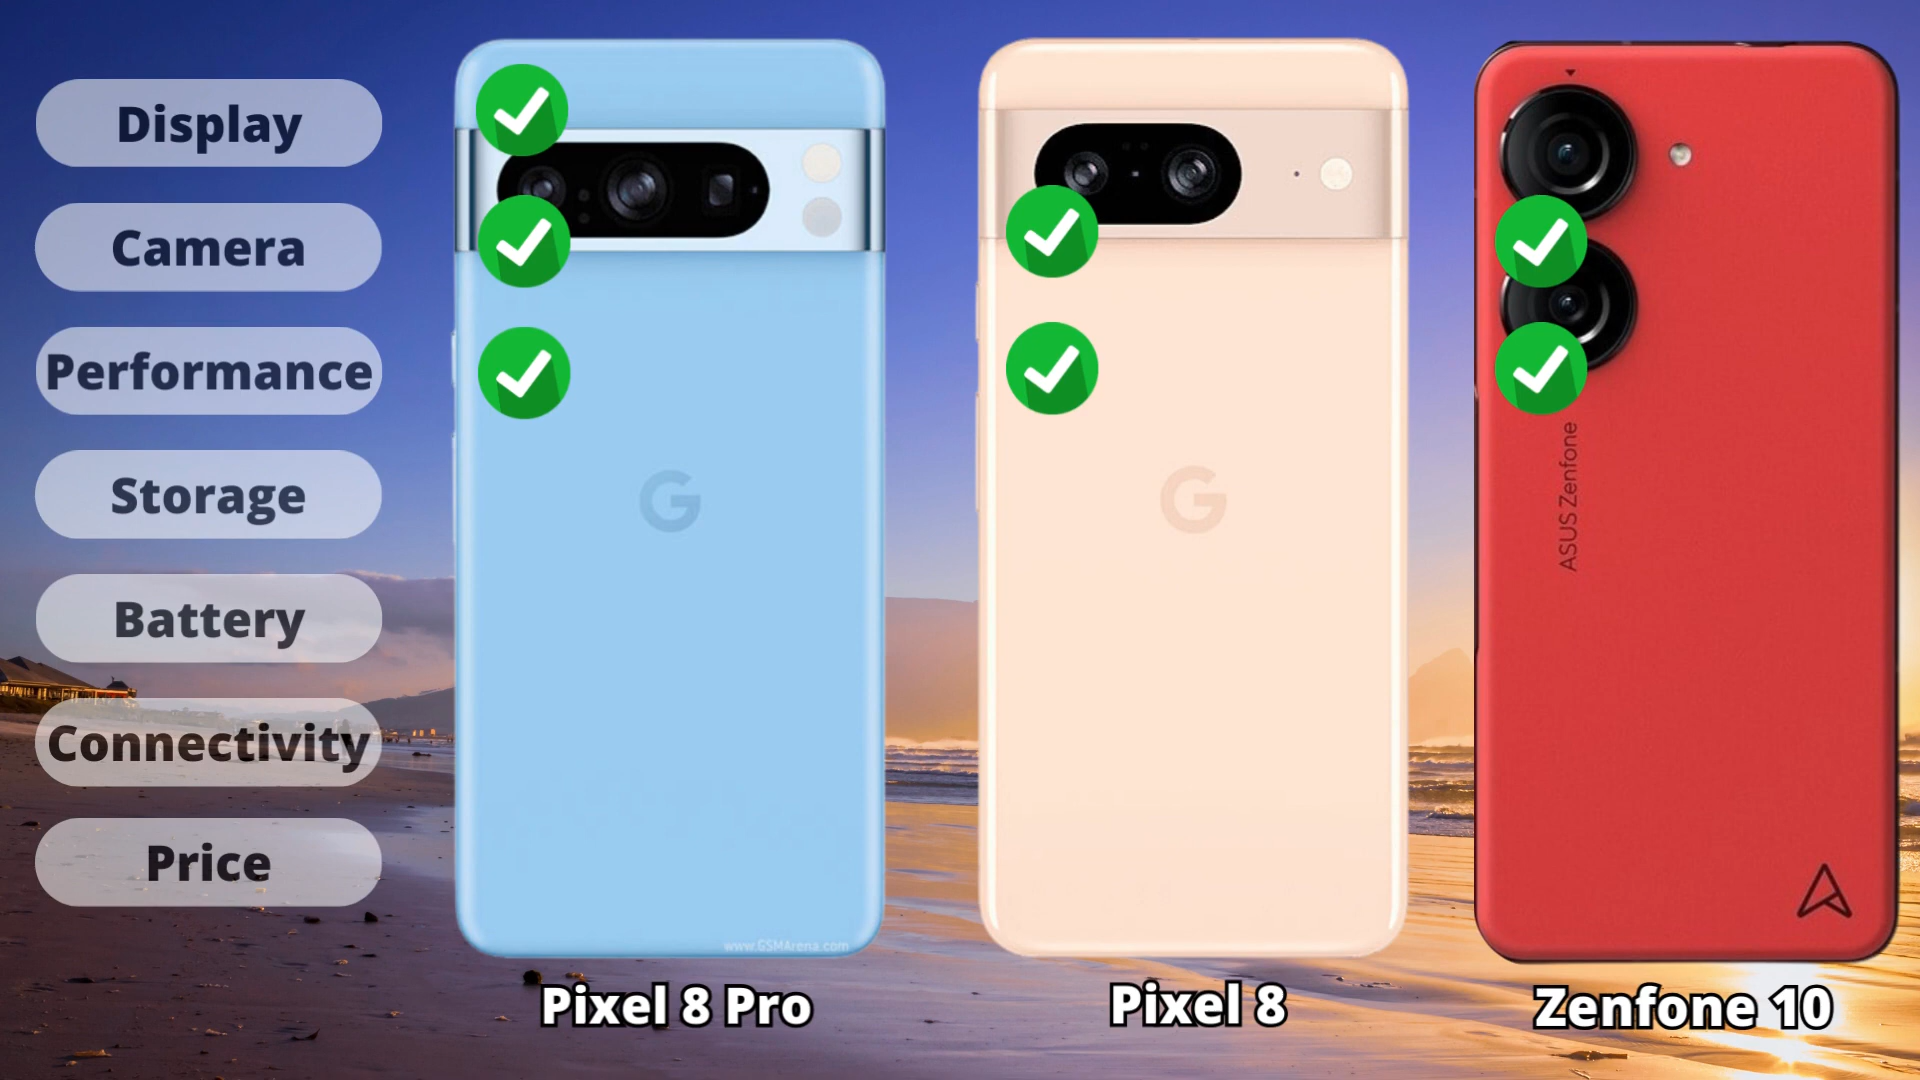 Display
Camera
Performance
Storage
Battery
Connectivity
Price
G
G
ASUS Zenfone
www.GSMArena.com
Pixel 8 Pro
Pixel 8
Zenfone 10